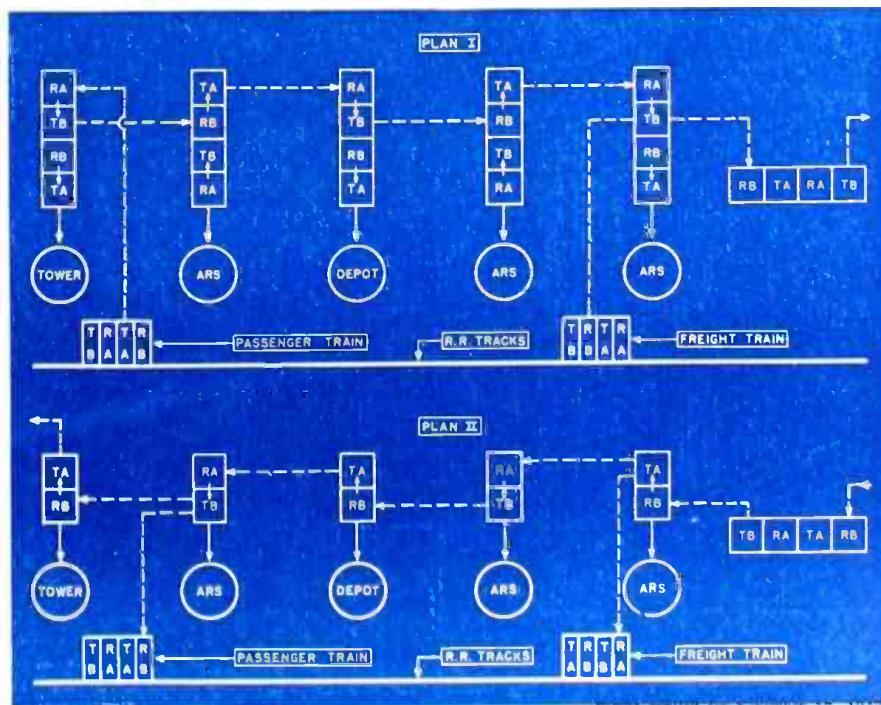 PLAN I
RA TA RA TA RA
TB RB TB RB TB
RB TB RB TB RB
TA RA TA RA TA
RB TA RA TB
TOWER ARS DEPOT ARS ARS
T R T R
B A A B
PASSENGER TRAIN
R.R. TRACKS
T R T R
B B A A
FREIGHT TRAIN
PLAN II
TA RA TA RA TA
RB TB RB TB RB
TB RA TA RB
TOWER ARS DEPOT ARS ARS
T R T R
B A A B
PASSENGER TRAIN
R.R. TRACKS
T R T R
A B B A
FREIGHT TRAIN